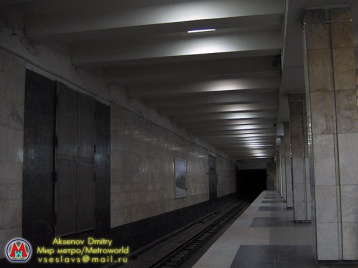 Aksenov Dmitry
Мир метро/Metroworld
vseslavs@mail.ru